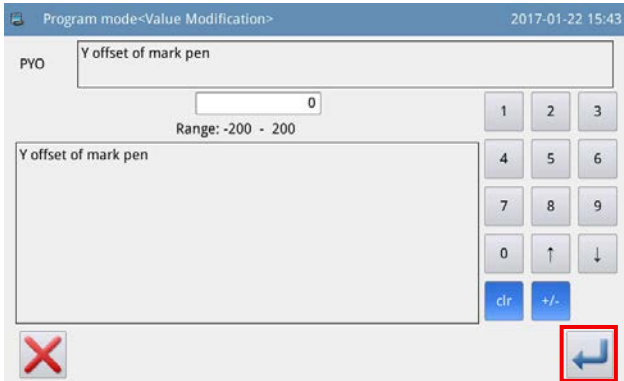 Program mode<Value Modification> 2017-01-22 15:43
PYO Y offset of mark pen
0
Range: -200 - 200
Y offset of mark pen
1 2 3
4 5 6
7 8 9
0 ↑ ↓
clr +/-